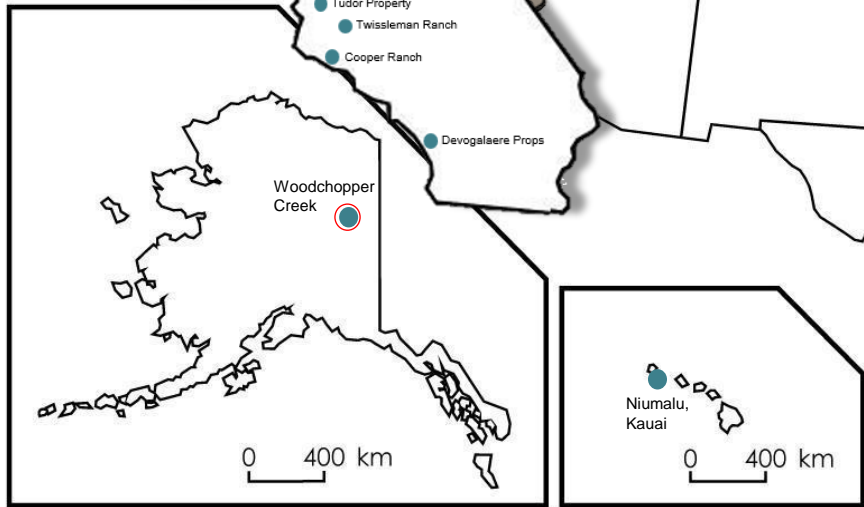 Tudor Property
Twissleman Ranch
Cooper Ranch
Devogalaere Props
Woodchopper
Creek
Niumalu,
Kauai
0 400 km
0 400 km